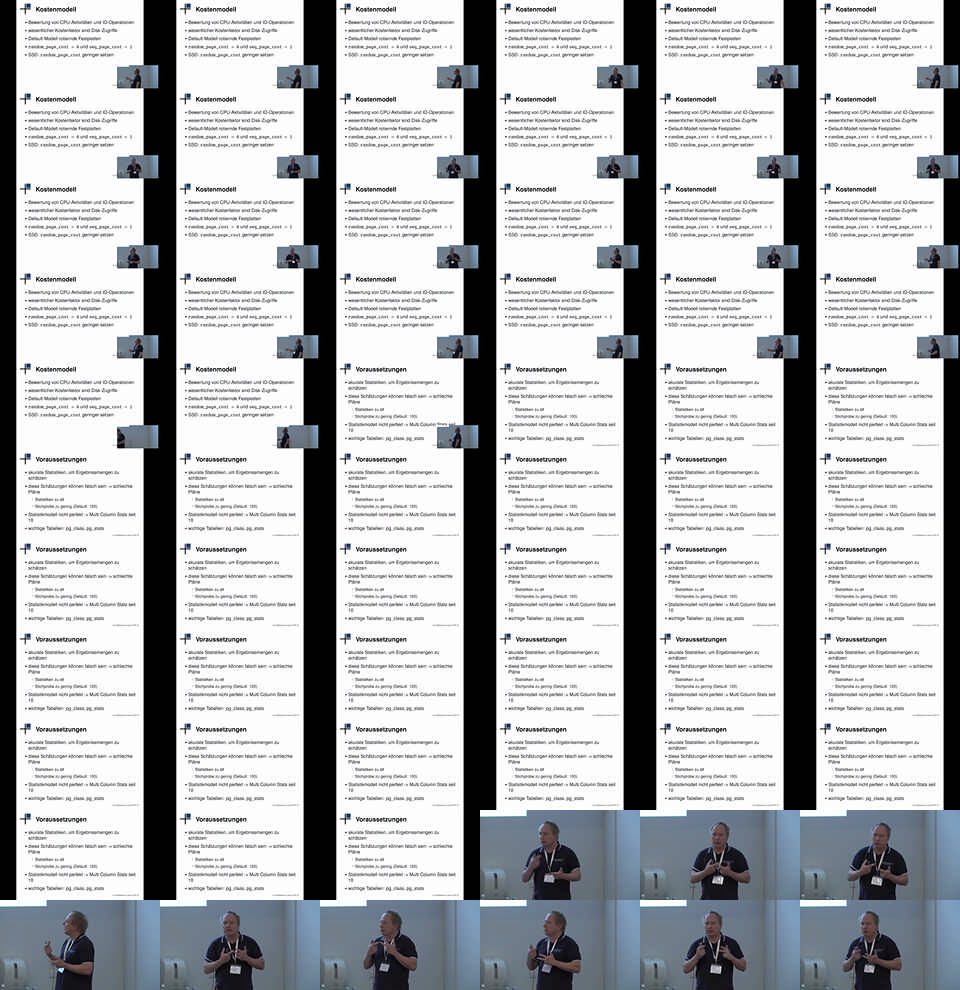 Kostenmodell
Bewertung von CPU-Aktivitäten und IO-Operationen
wesentlicher Kostenfaktor sind Disk-Zugriffe
Default-Modell rotierende Festplatten
random_page_cost = 4 und seq_page_cost = 1
SSD: random_page_cost geringer setzen
Voraussetzungen
akurate Statistiken, um Ergebnismengen zu
schätzen
diese Schätzungen können falsch sein -> schlechte
Pläne
Statistiken zu alt
Stichprobe zu gering (Default: 100)
Statistikmodell nicht perfekt -> Multi Column Stats seit
10
wichtige Tabellen: pg_class, pg_stats